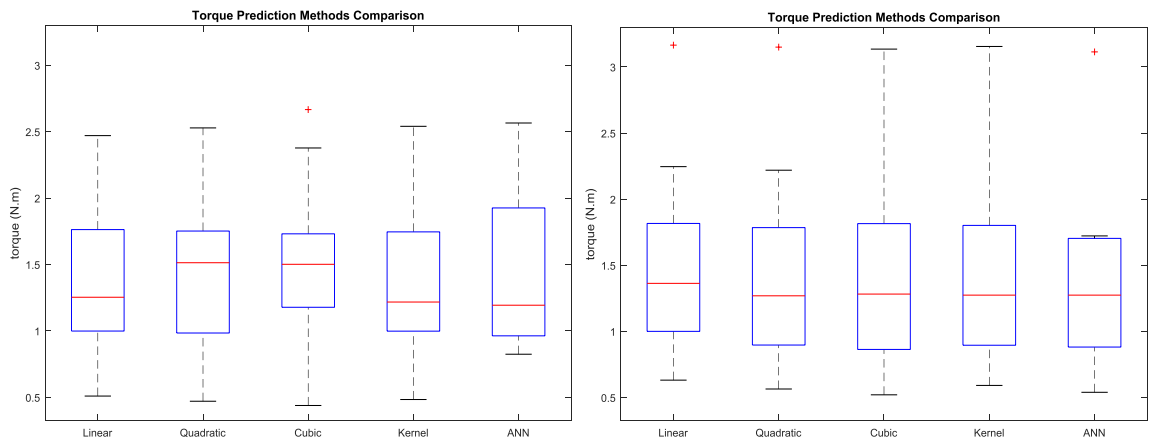 Torque Prediction Methods Comparison
torque (N.m)
3
2.5
2
1.5
1
0.5
Linear Quadratic Cubic Kernel ANN
Torque Prediction Methods Comparison
torque (N.m)
3
2.5
2
1.5
1
0.5
Linear Quadratic Cubic Kernel ANN